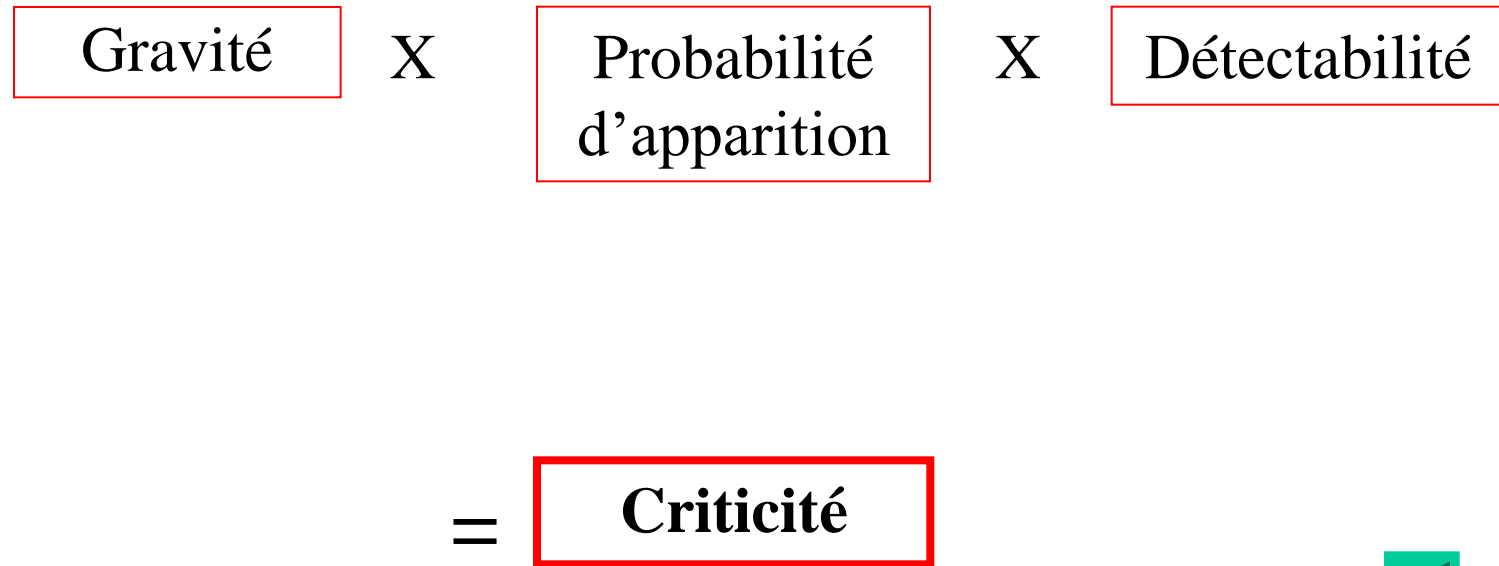 Gravité X Probabilité X Détectabilité
d’apparition
= Criticité